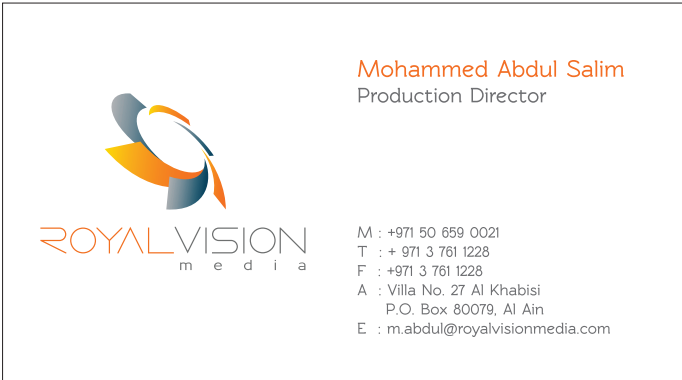 ROYALVISION
media
Mohammed Abdul Salim
Production Director
M : +971 50 659 0021
T : + 971 3 761 1228
F : +971 3 761 1228
A : Villa No. 27 Al Khabisi
P.O. Box 80079, Al Ain
E : m.abdul@royalvisionmedia.com